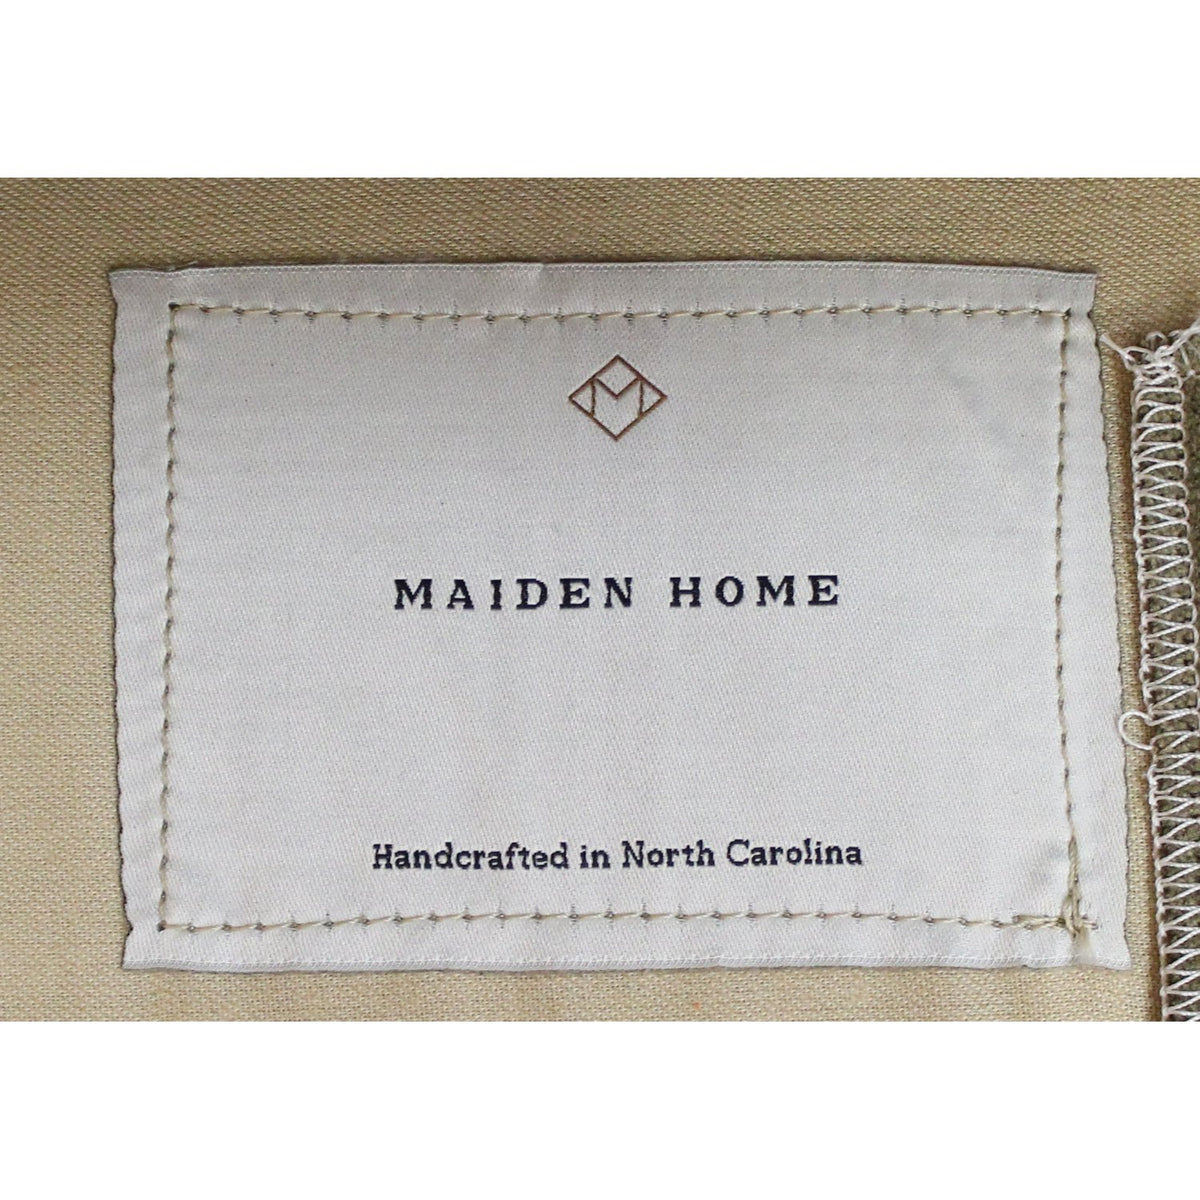 M
MAIDEN HOME
Handcrafted in North Carolina